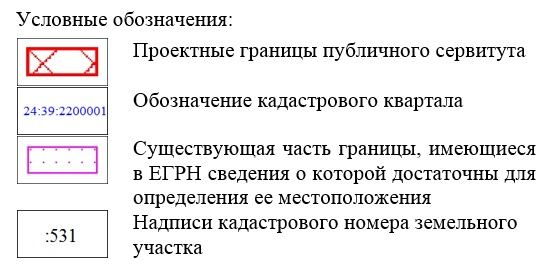 Условные обозначения:
Проектные границы публичного сервитута
24:39:2200001
Обозначение кадастрового квартала
Существующая часть границы, имеющиеся
в ЕГРН сведения о которой достаточны для
определения ее местоположения
:531
Надписи кадастрового номера земельного
участка